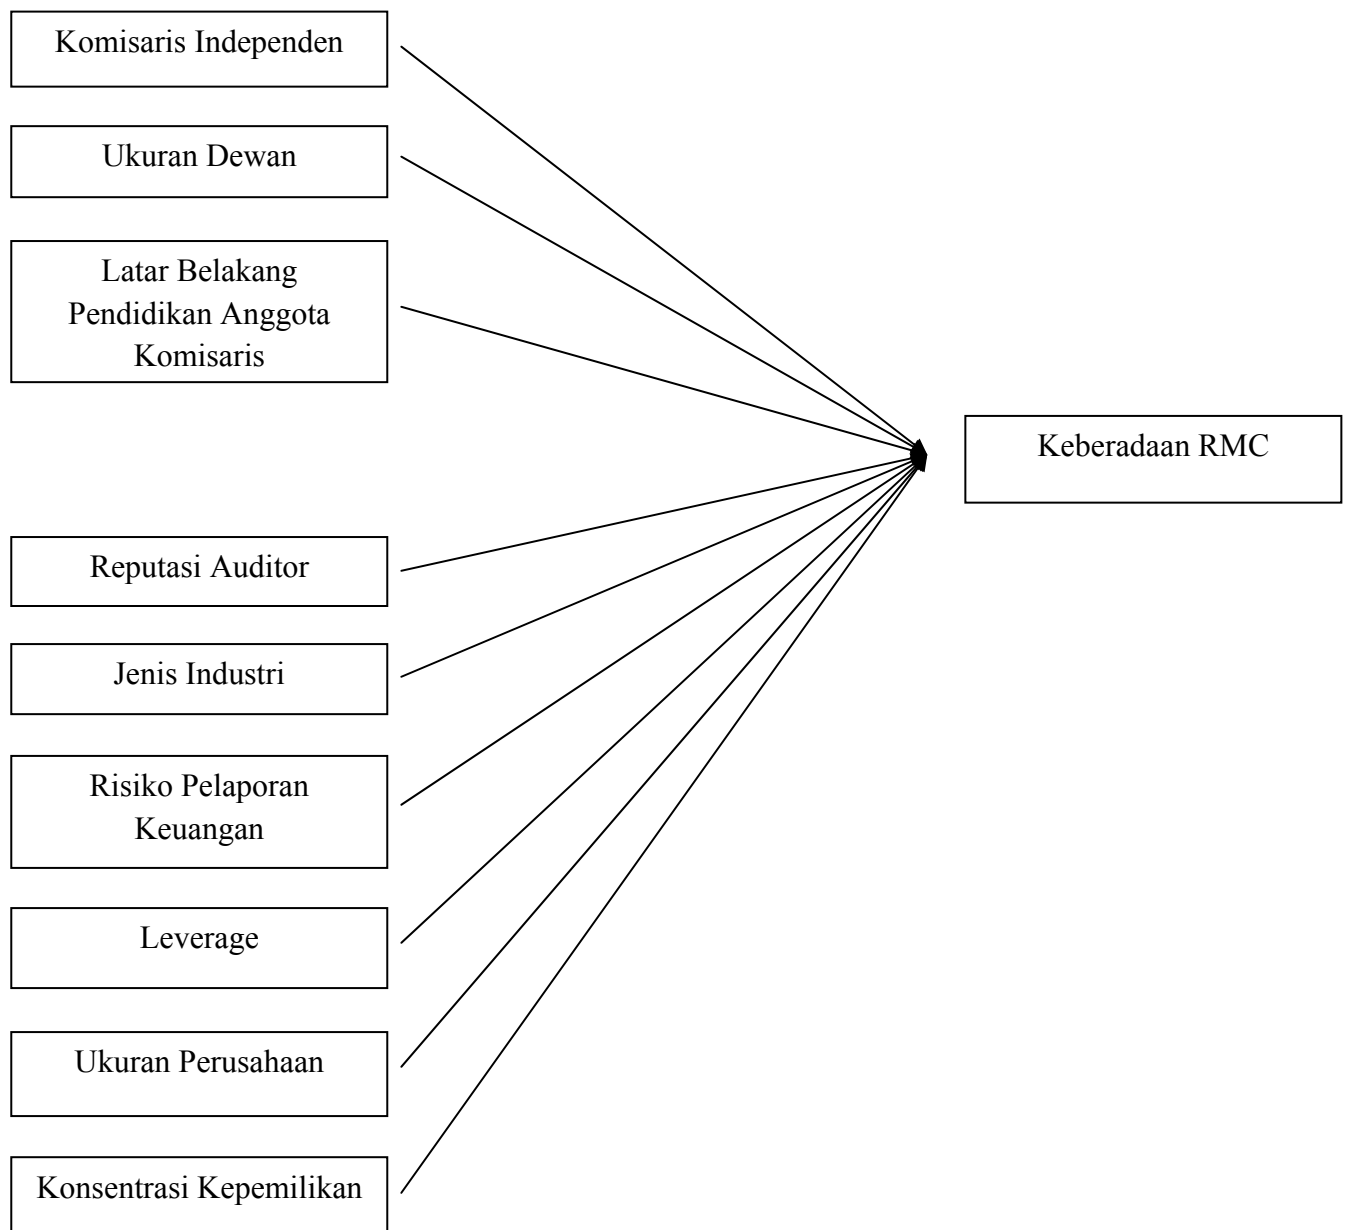 Komisaris Independen
Ukuran Dewan
Latar Belakang
Pendidikan Anggota
Komisaris
Keberadaan RMC
Reputasi Auditor
Jenis Industri
Risiko Pelaporan
Keuangan
Leverage
Ukuran Perusahaan
Konsentrasi Kepemilikan